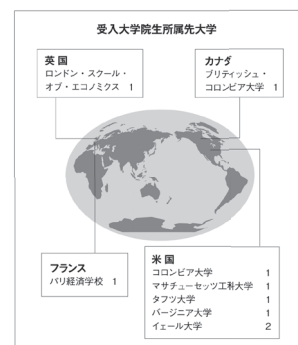 受入大学院生所属先大学
英国
ロンドン・スクール・
オブ・エコノミクス 1
カナダ
ブリティッシュ・
コロンビア大学 1
フランス
パリ経済学校 1
米国
コロンビア大学 1
マサチューセッツ工科大学 1
タフツ大学 1
バージニア大学 1
イェール大学 2